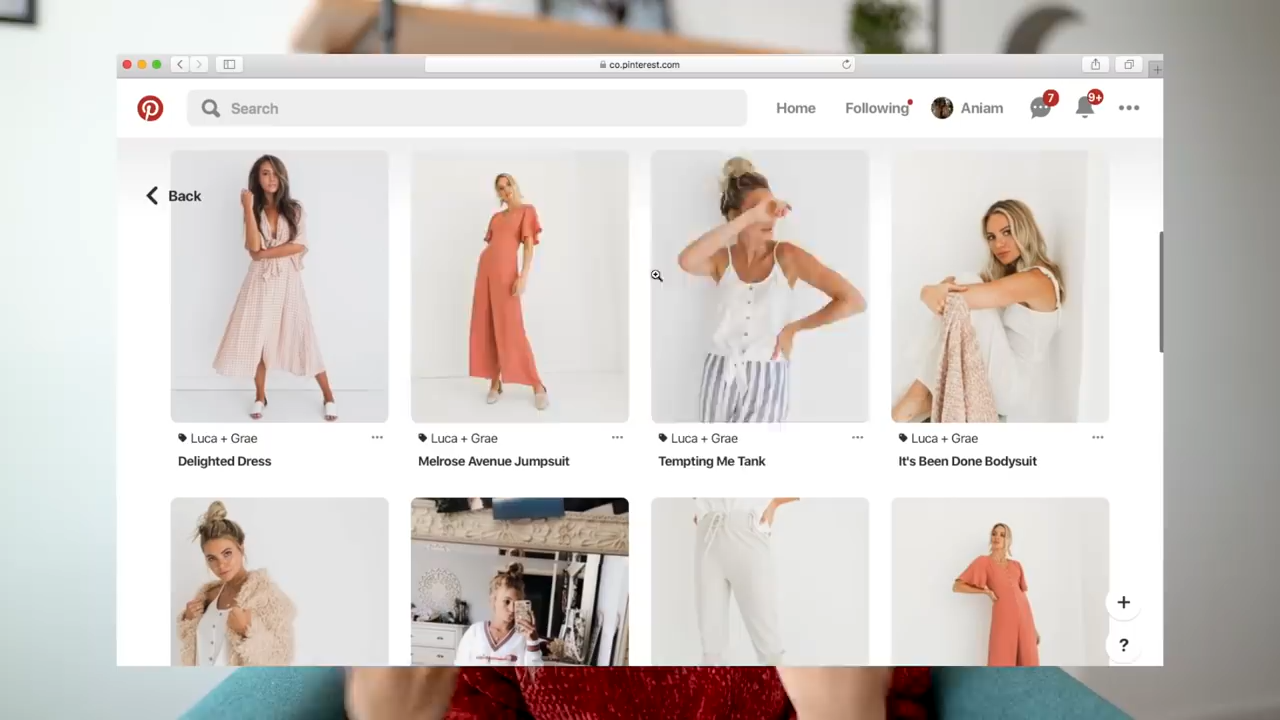 co.pinterest.com
Search
Home
Following
Aniam
7
9+
Back
Luca + Grae
Delighted Dress
Luca + Grae
Melrose Avenue Jumpsuit
Luca + Grae
Tempting Me Tank
Luca + Grae
It's Been Done Bodysuit